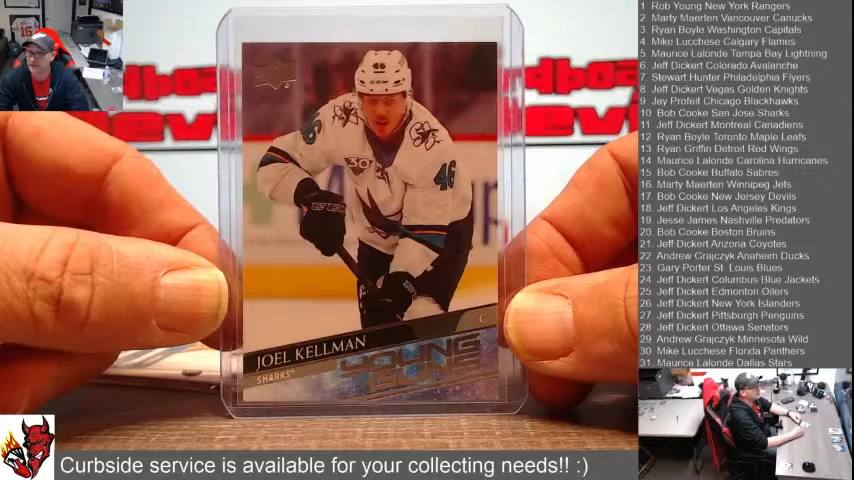 1 Rob Young New York Rangers
2 Marty Maerten Vancouver Canucks
3 Ryan Boyle Washington Capitals
4 Mike Lucchese Calgary Flames
5 Maurice Lalonde Tampa Bay Lightning
6 Jeff Dickert Colorado Avalanche
7 Stewart Hunter Philadelphia Flyers
8 Jeff Dickert Vegas Golden Knights
9 Jay Profeit Chicago Blackhawks
10 Bob Cooke San Jose Sharks
11 Jeff Dickert Montreal Canadiens
12 Ryan Boyle Toronto Maple Leafs
13 Ryan Griffin Detroit Red Wings
14 Maurice Lalonde Carolina Hurricanes
15 Bob Cooke Buffalo Sabres
16 Marty Maerten Winnipeg Jets
17 Bob Cooke New Jersey Devils
18 Jeff Dickert Los Angeles Kings
19 Jesse James Nashville Predators
20 Bob Cooke Boston Bruins
21 Jeff Dickert Arizona Coyotes
22 Andrew Grajczyk Anaheim Ducks
23 Gary Porter St Louis Blues
24 Jeff Dickert Columbus Blue Jackets
25 Jeff Dickert Edmonton Oilers
26 Jeff Dickert New York Islanders
27 Jeff Dickert Pittsburgh Penguins
28 Jeff Dickert Ottawa Senators
29 Andrew Grajczyk Minnesota Wild
30 Mike Lucchese Florida Panthers
31 Maurice Lalonde Dallas Stars
46
46
46
30
C
JOEL KELLMAN
SHARKS
YOUNG
GUNS
Curbside service is available for your collecting needs!! :)